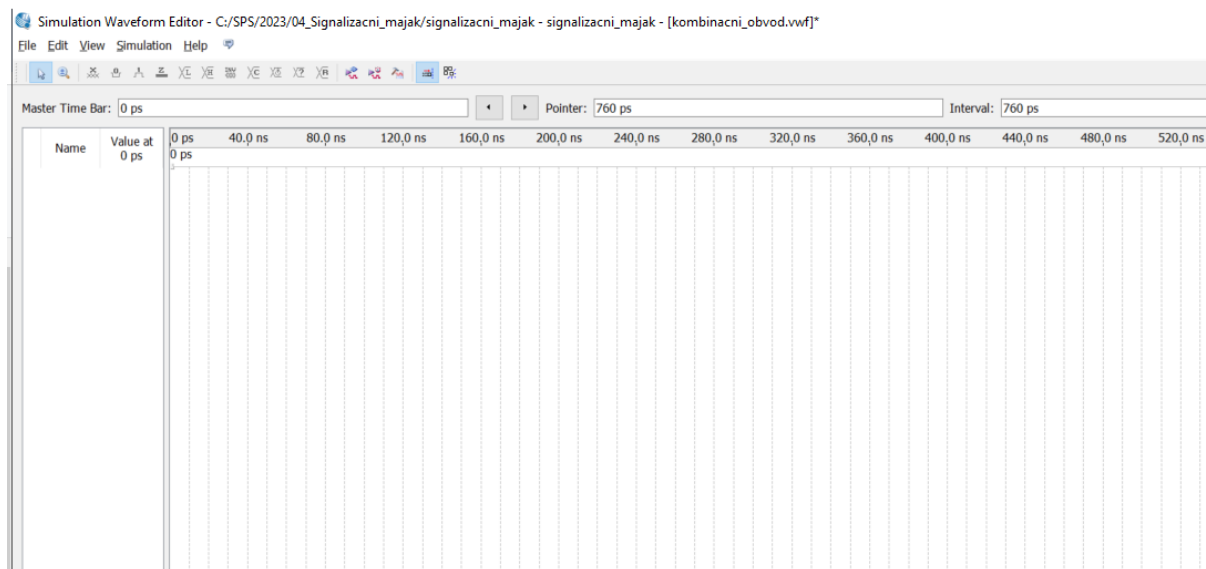 Simulation Waveform Editor - C:/SPS/2023/04_Signalizacni_majak/signalizacni_majak - signalizacni_majak - [kombinacni_obvod.vwf]*
File Edit View Simulation Help
Master Time Bar: 0 ps Pointer: 760 ps Interval: 760 ps
Name Value at 0 ps
0 ps 40,0 ns 80,0 ns 120,0 ns 160,0 ns 200,0 ns 240,0 ns 280,0 ns 320,0 ns 360,0 ns 400,0 ns 440,0 ns 480,0 ns 520,0 ns
0 ps